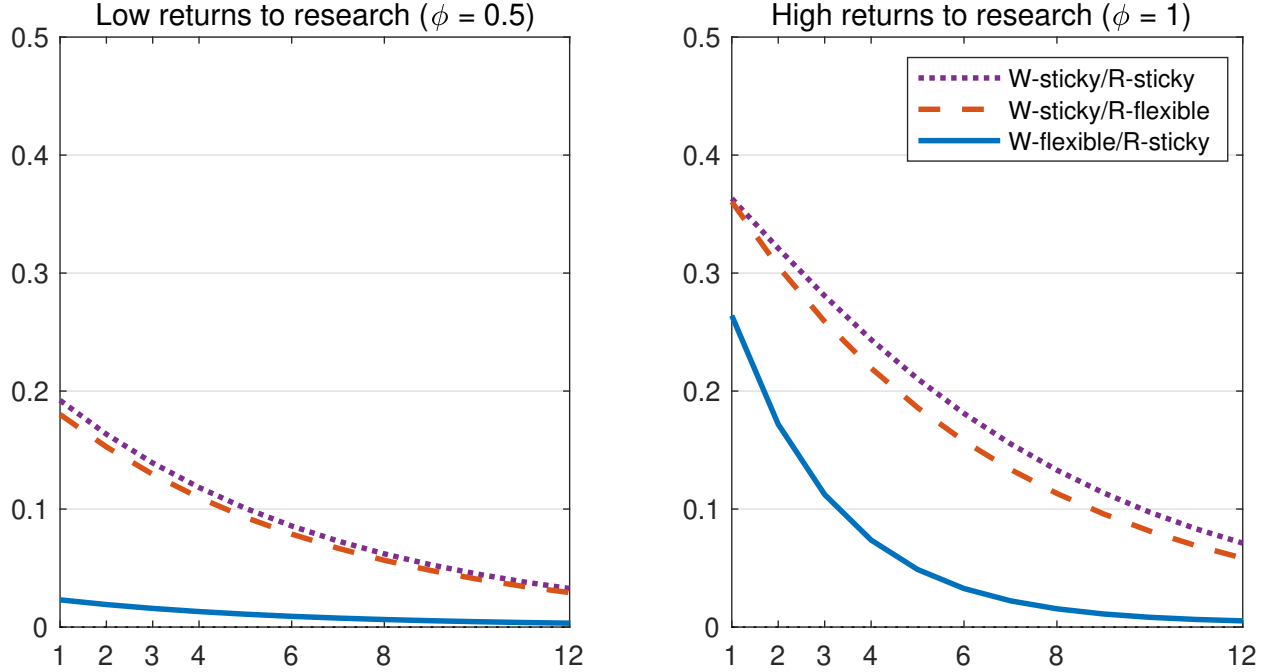 Low returns to research (ϕ = 0.5)
0.5
0.4
0.3
0.2
0.1
0
1 2 3 4 6 8 12
High returns to research (ϕ = 1)
W-sticky/R-sticky
W-sticky/R-flexible
W-flexible/R-sticky
0.5
0.4
0.3
0.2
0.1
0
1 2 3 4 6 8 12